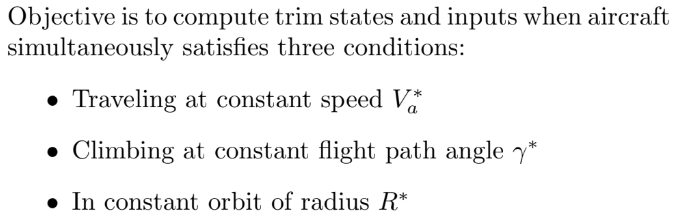 Objective is to compute trim states and inputs when aircraft
simultaneously satisfies three conditions:
• Traveling at constant speed $V_a^*$
• Climbing at constant flight path angle $\gamma^*$
• In constant orbit of radius $R^*$